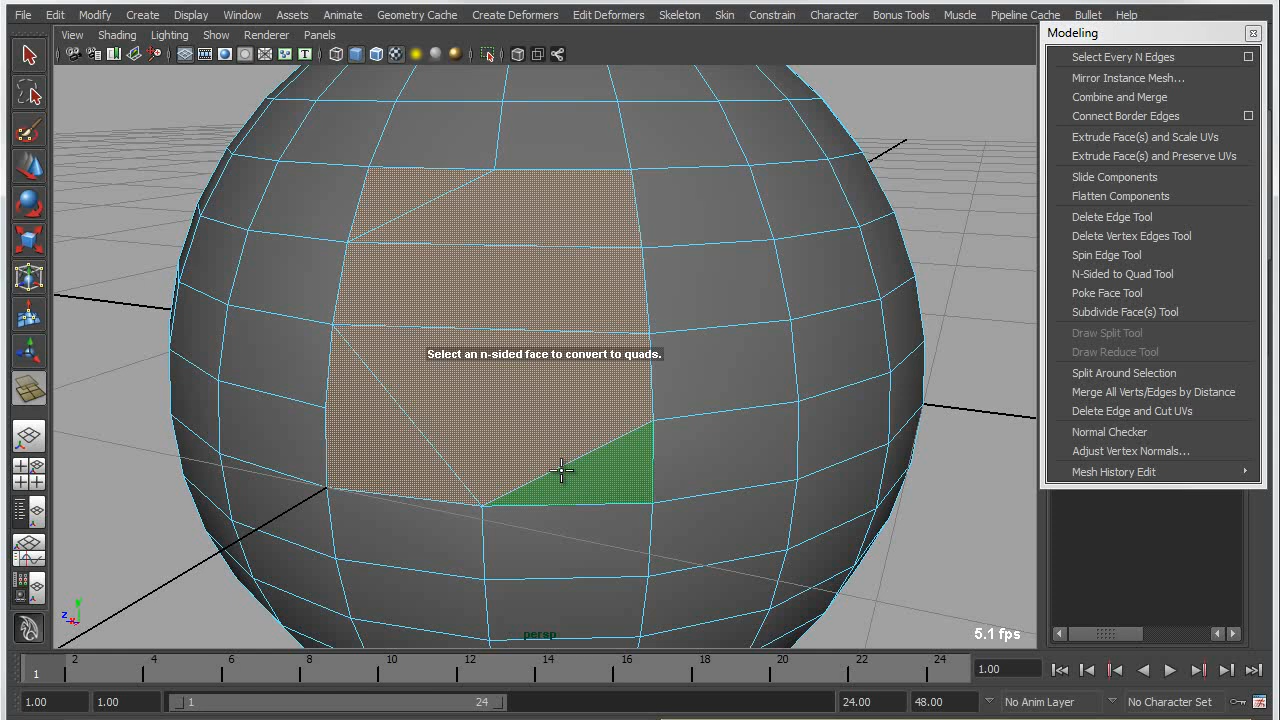 File Edit Modify Create Display Window Assets Animate Geometry Cache Create Deformers Edit Deformers Skeleton Skin Constrain Character Bonus Tools Muscle Pipeline Cache Bullet Help
View Shading Lighting Show Renderer Panels
Modeling
Select Every N Edges
Mirror Instance Mesh...
Combine and Merge
Connect Border Edges
Extrude Face(s) and Scale UVs
Extrude Face(s) and Preserve UVs
Slide Components
Flatten Components
Delete Edge Tool
Delete Vertex Edges Tool
Spin Edge Tool
N-Sided to Quad Tool
Poke Face Tool
Subdivide Face(s) Tool
Draw Split Tool
Draw Reduce Tool
Split Around Selection
Merge All Verts/Edges by Distance
Delete Edge and Cut UVs
Normal Checker
Adjust Vertex Normals...
Mesh History Edit
Select an n-sided face to convert to quads.
y
z x
persp
5.1 fps
1 2 4 6 8 10 12 14 16 18 20 22 24 1.00
1.00 1.00 1 24 24.00 48.00 No Anim Layer No Character Set